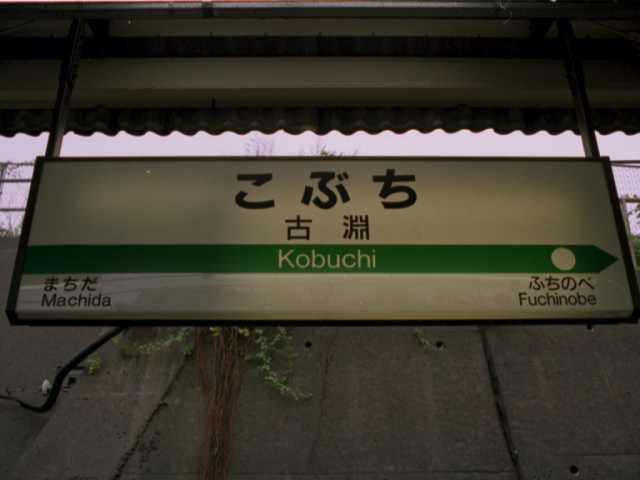 こぶち
古淵
Kobuchi
まちだ
Machida
ふちのべ
Fuchinobe